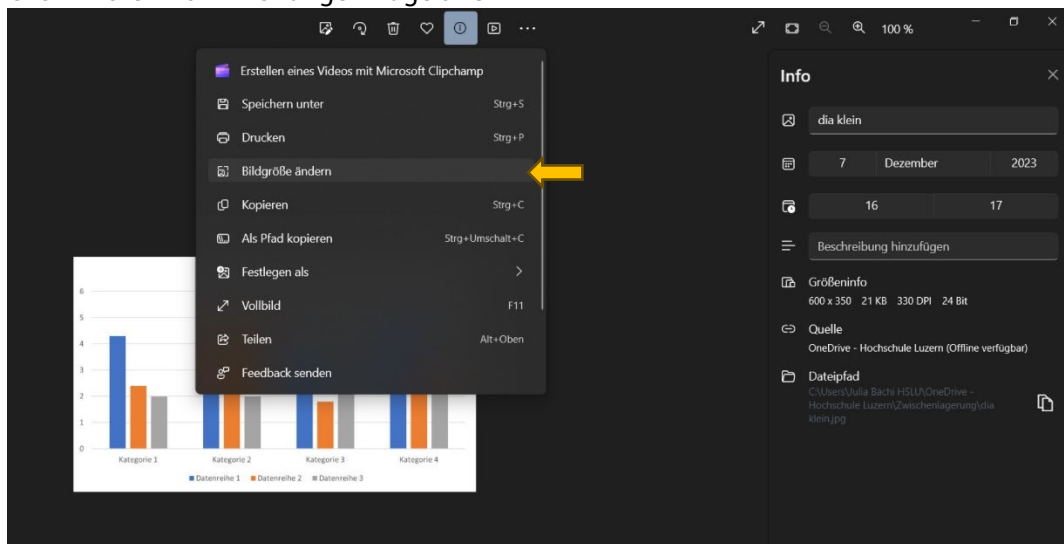 100 %
Erstellen eines Videos mit Microsoft Clipchamp
Speichern unter Strg+S
Drucken Strg+P
Bildgröße ändern
Kopieren Strg+C
Als Pfad kopieren Strg+Umschalt+C
Festlegen als
Vollbild F11
Teilen Alt+Oben
Feedback senden
6
5
4
3
2
1
0
Kategorie 1 Kategorie 2 Kategorie 3 Kategorie 4
Datenreihe 1 Datenreihe 2 Datenreihe 3
Info
dia klein
7 Dezember 2023
16 17
Beschreibung hinzufügen
Größeninfo
600 x 350 21 KB 330 DPI 24 Bit
Quelle
OneDrive - Hochschule Luzern (Offline verfügbar)
Dateipfad
C:\Users\Julia Bachi HSLU\OneDrive -
Hochschule Luzern\Zwischenlagerung\dia
klein.jpg